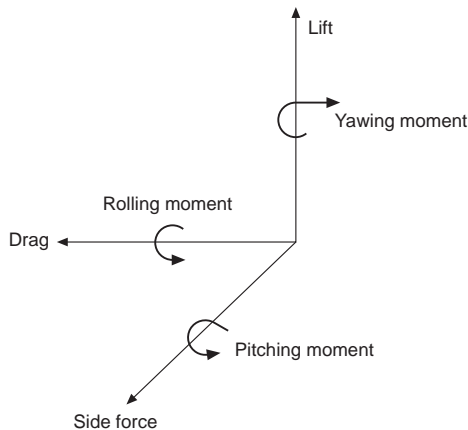 Lift
Yawing moment
Rolling moment
Drag
Pitching moment
Side force